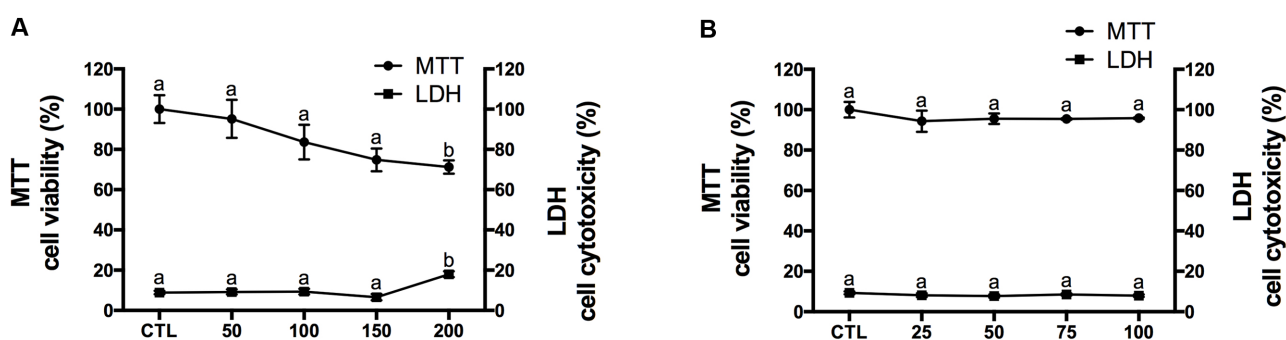 A
MTT
LDH
a a a a b
a a a a b
120 100 80 60 40 20 0
120 100 80 60 40 20 0
CTL 50 100 150 200
MTT
cell viability (%)
LDH
cell cytotoxicity (%)
B
MTT
LDH
a a a a a
a a a a a
120 100 80 60 40 20 0
120 100 80 60 40 20 0
CTL 25 50 75 100
MTT
cell viability (%)
LDH
cell cytotoxicity (%)